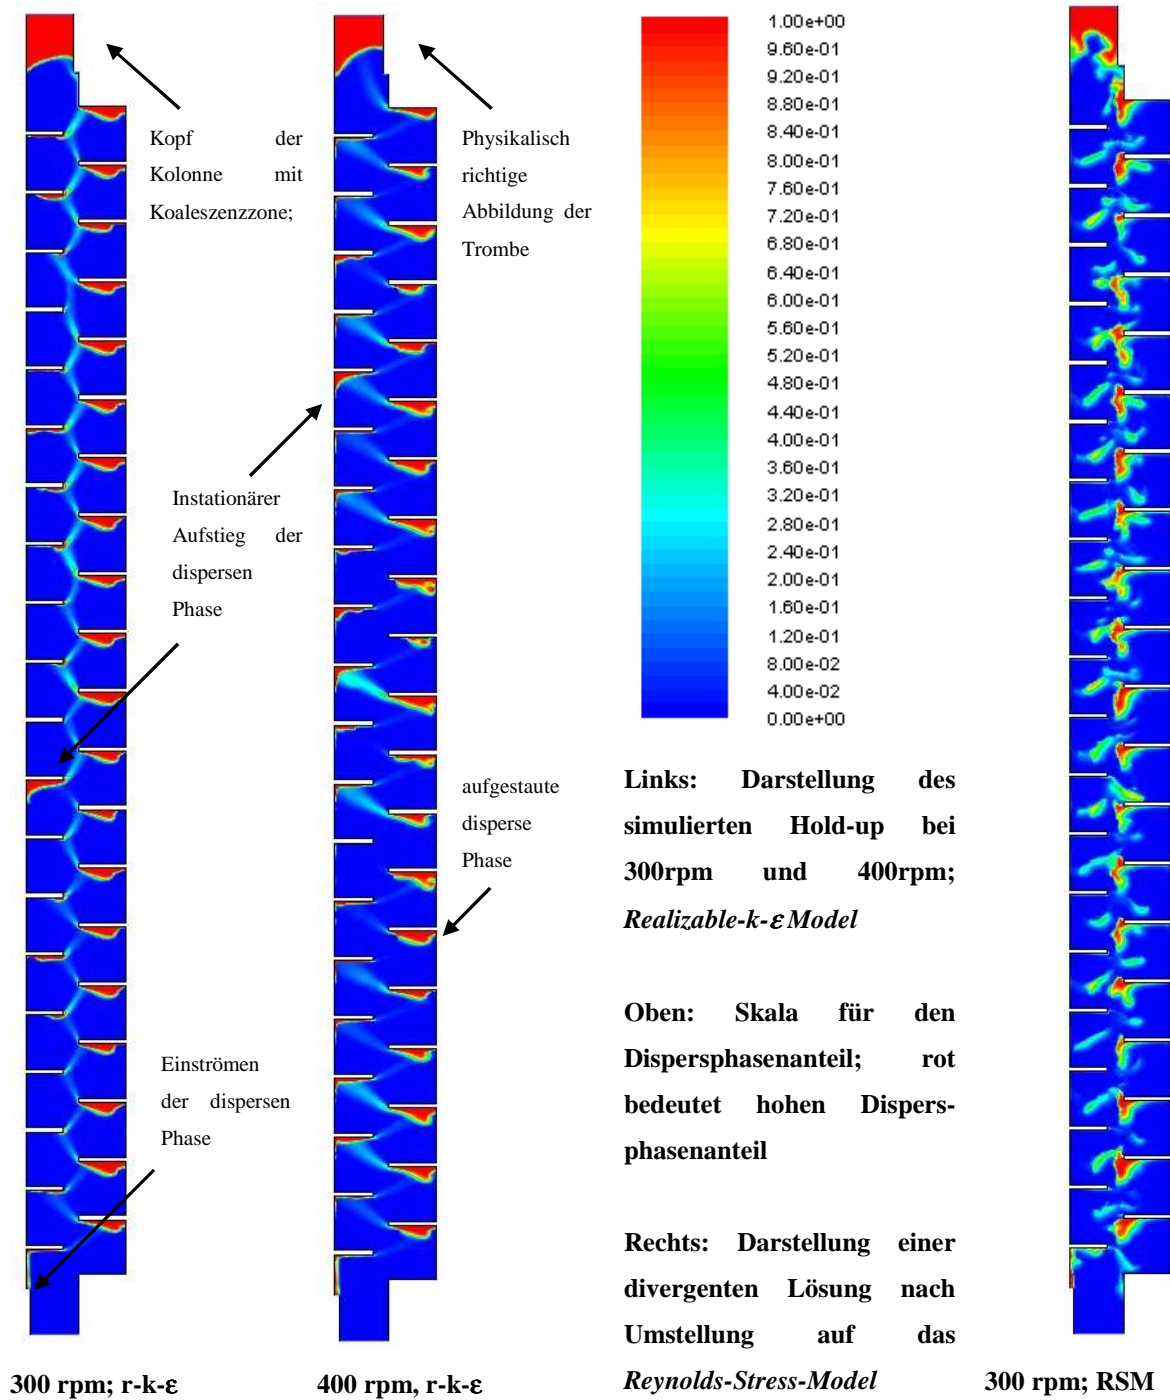 Kopf der
Kolonne mit
Koaleszenzzone;
Physikalisch
richtige
Abbildung der
Trombe
Instationärer
Aufstieg der
dispersen
Phase
aufgestaute
disperse
Phase
Einströmen
der dispersen
Phase
1.00e+00
9.60e-01
9.20e-01
8.80e-01
8.40e-01
8.00e-01
7.60e-01
7.20e-01
6.80e-01
6.40e-01
6.00e-01
5.60e-01
5.20e-01
4.80e-01
4.40e-01
4.00e-01
3.60e-01
3.20e-01
2.80e-01
2.40e-01
2.00e-01
1.60e-01
1.20e-01
8.00e-02
4.00e-02
0.00e+00
Links: Darstellung des
simulierten Hold-up bei
300rpm und 400rpm;
Realizable-k-ε Model
Oben: Skala für den
Dispersphasenanteil; rot
bedeutet hohen Dispers-
phasenanteil
Rechts: Darstellung einer
divergenten Lösung nach
Umstellung auf das
Reynolds-Stress-Model
300 rpm; r-k-ε
400 rpm, r-k-ε
300 rpm; RSM